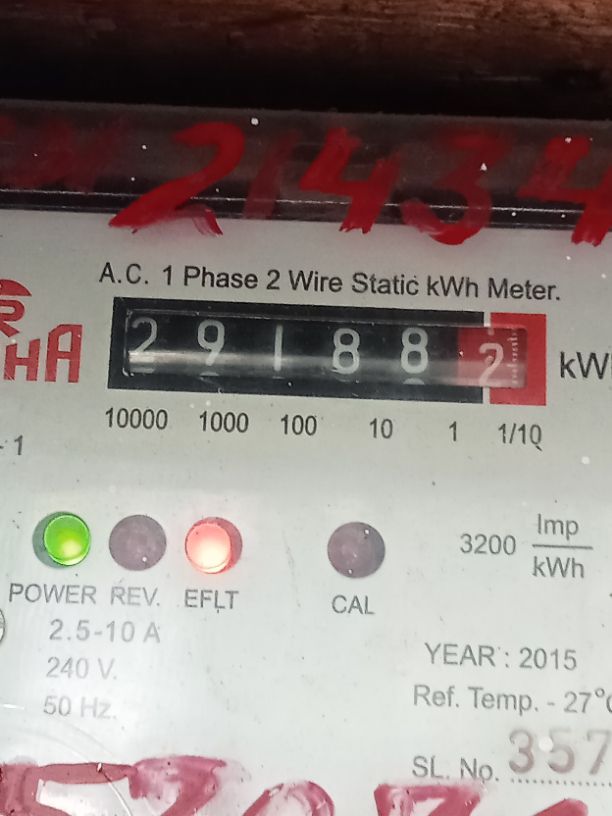 21434
A.C. 1 Phase 2 Wire Static kWh Meter.
HA
2 9 1 8 8 2
10000 1000 100 10 1 1/10
3200 Imp/kWh
POWER REV. EFLT CAL
2.5-10 A
240 V.
50 Hz.
YEAR : 2015
Ref. Temp. - 27°
SL. No. 357